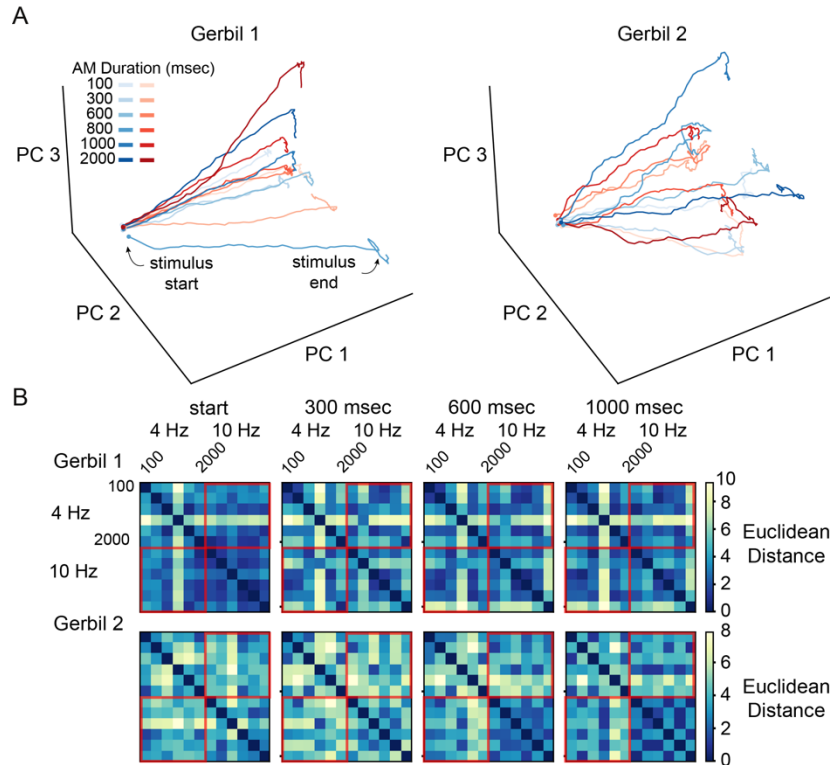 A
Gerbil 1
Gerbil 2
AM Duration (msec)
100
300
600
800
1000
2000
PC 3
PC 2
PC 1
stimulus
start
stimulus
end
PC 3
PC 2
PC 1
B
start
300 msec
600 msec
1000 msec
4 Hz 10 Hz
4 Hz 10 Hz
4 Hz 10 Hz
4 Hz 10 Hz
Gerbil 1
100 2000
100 2000
100 2000
100 2000
100
4 Hz
2000
10 Hz
10
8
6
4
2
0
Euclidean
Distance
Gerbil 2
8
6
4
2
0
Euclidean
Distance